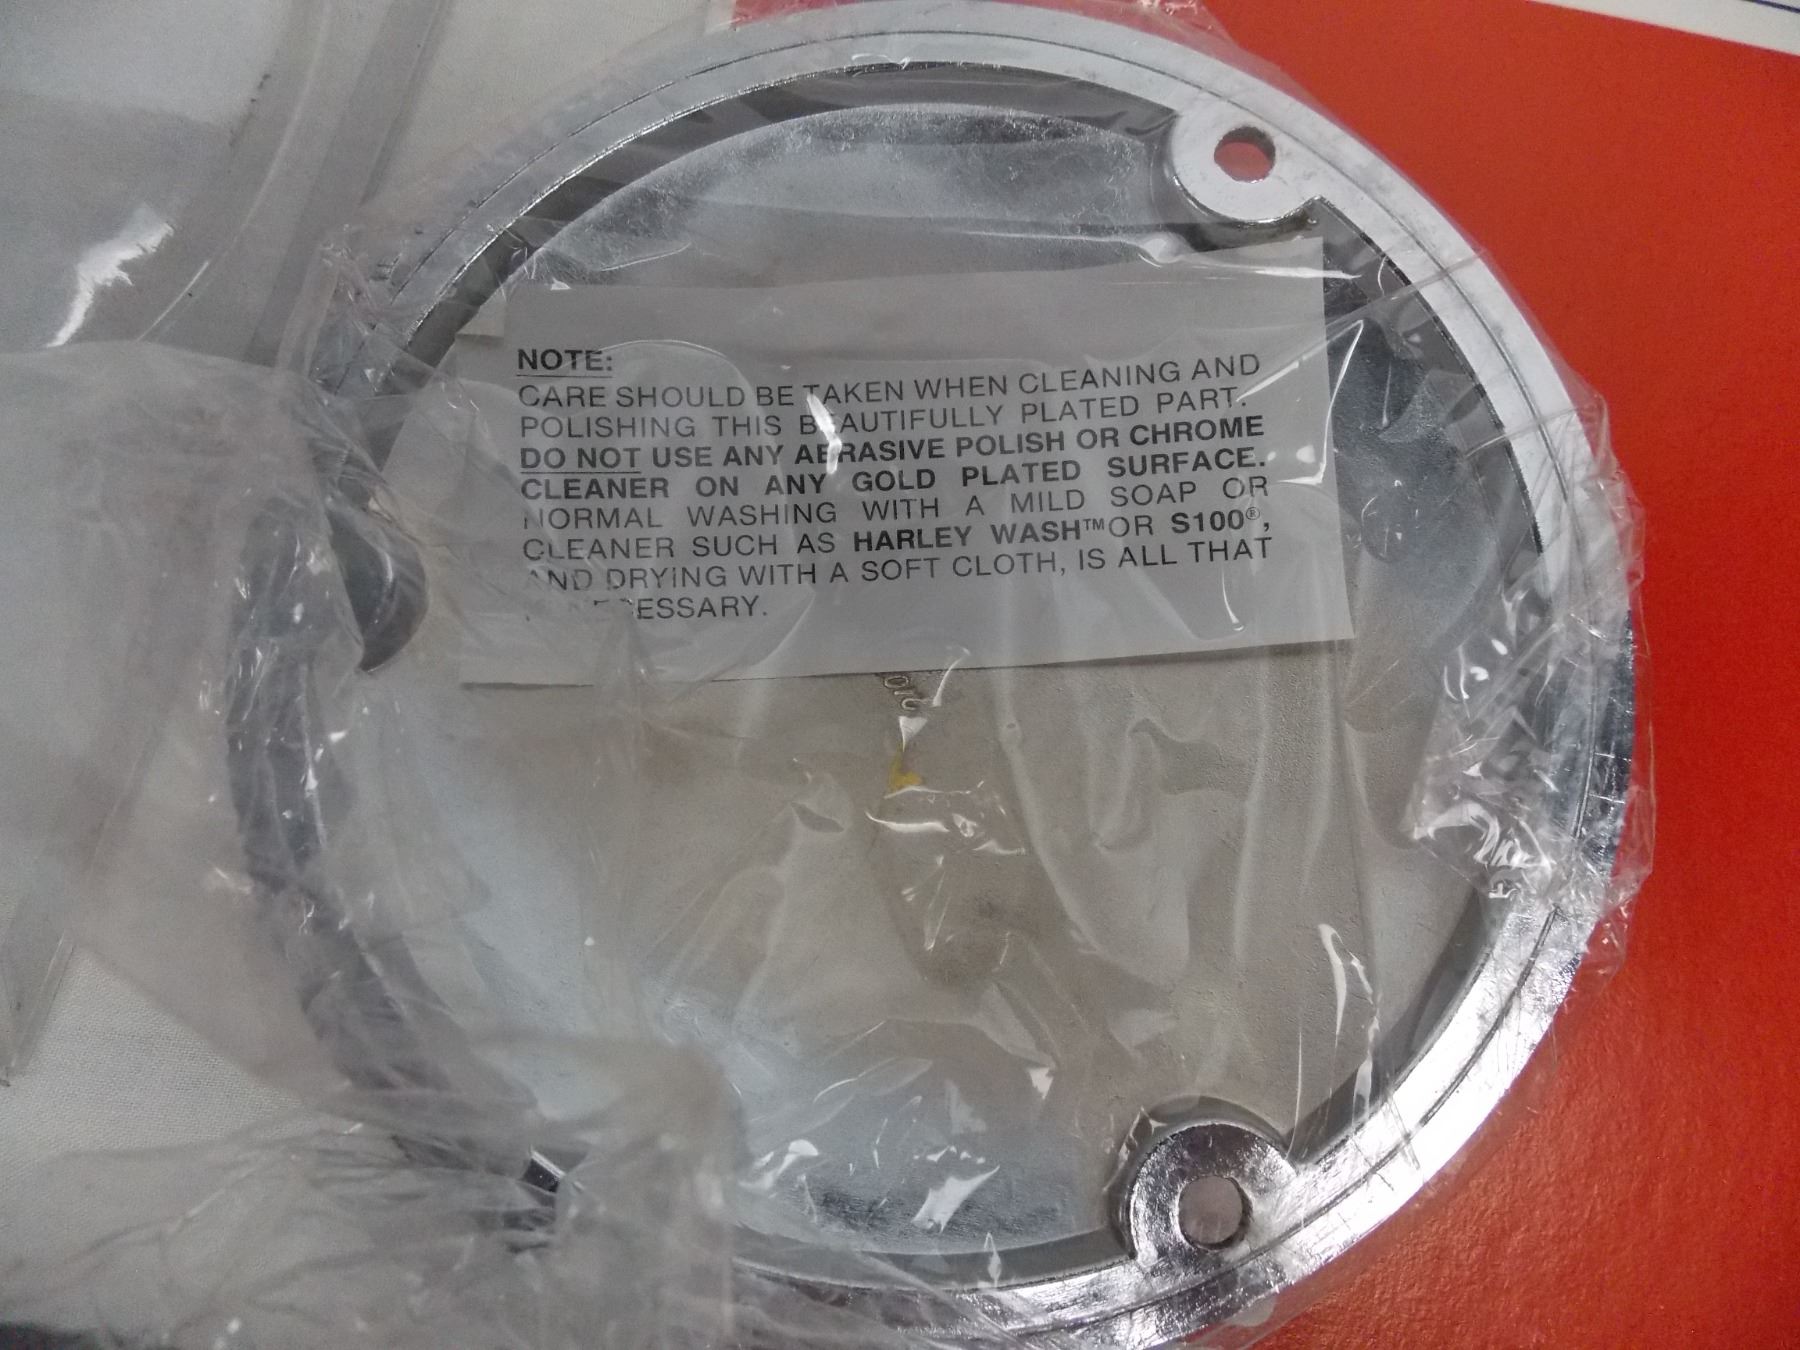 NOTE:
CARE SHOULD BE TAKEN WHEN CLEANING AND
POLISHING THIS BEAUTIFULLY PLATED PART.
DO NOT USE ANY ABRASIVE POLISH OR CHROME
CLEANER ON ANY GOLD PLATED SURFACE.
NORMAL WASHING WITH A MILD SOAP OR
CLEANER SUCH AS HARLEY WASH™ OR S100®,
AND DRYING WITH A SOFT CLOTH, IS ALL THAT
IS NECESSARY.